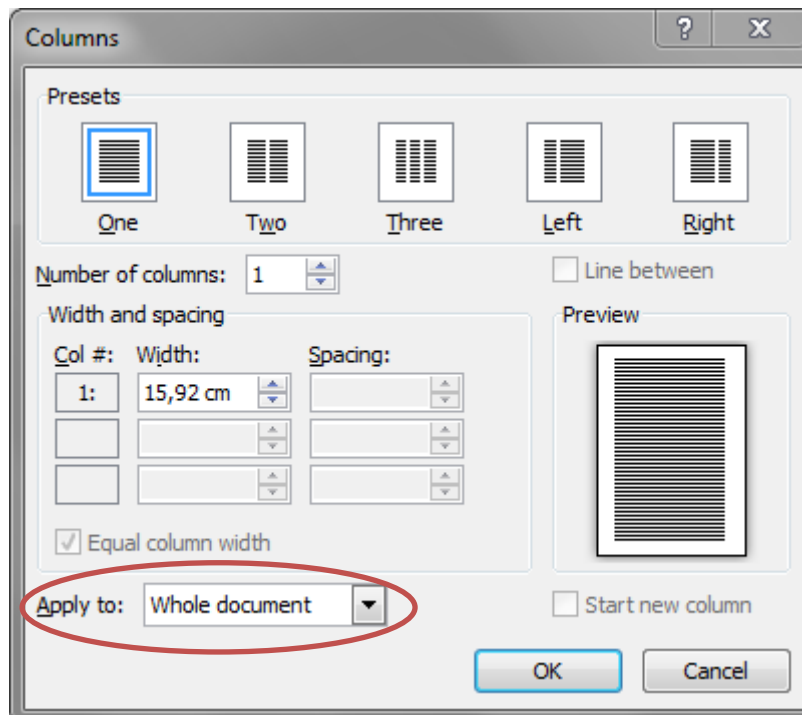 Columns
Presets
One Two Three Left Right
Number of columns: 1 Line between
Width and spacing Preview
Col #: Width: Spacing:
1: 15,92 cm
Equal column width
Apply to: Whole document Start new column
OK Cancel